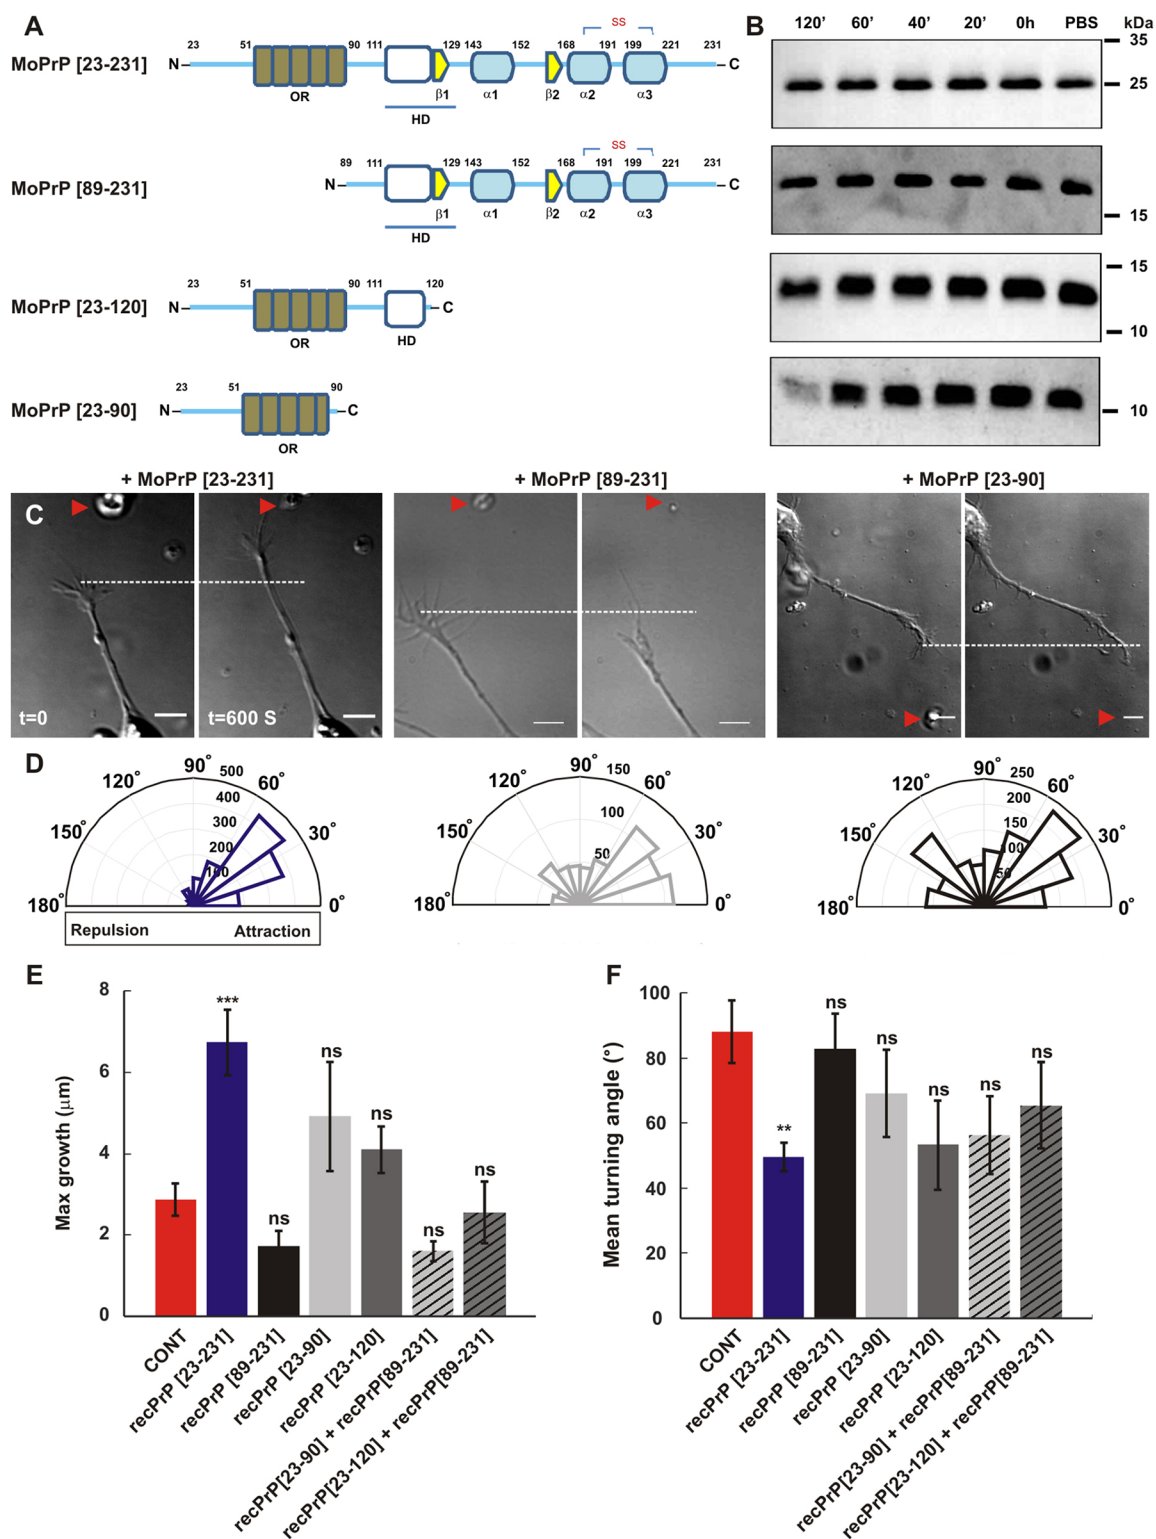 A
SS
23 51 90 111 129 143 152 168 191 199 221 231
MoPrP [23-231] N C
OR β1 α1 β2 α2 α3
HD
SS
89 111 129 143 152 168 191 199 221 231
MoPrP [89-231] N C
β1 α1 β2 α2 α3
HD
23 51 90 111 120
MoPrP [23-120] N C
OR HD
23 51 90
MoPrP [23-90] N C
OR
B
120’ 60’ 40’ 20’ 0h PBS kDa
35
25
15
15
10
10
+ MoPrP [23-231] + MoPrP [89-231] + MoPrP [23-90]
C
t=0 t=600 S
D
90° 500 60° 400 300 200 100 30° 0° 120° 150° 180°
Repulsion Attraction
90° 150 60° 100 50 30° 0° 120° 150° 180°
90° 250 60° 200 150 100 50 30° 0° 120° 150° 180°
E
Max growth (μm)
8
6
4
2
0
*** ns ns ns ns ns
CONT
recPrP [23-231]
recPrP [89-231]
recPrP [23-90]
recPrP [23-120]
recPrP[23-90] + recPrP[89-231]
recPrP[23-120] + recPrP[89-231]
F
Mean turning angle (°)
100
80
60
40
20
0
** ns ns ns ns ns
CONT
recPrP [23-231]
recPrP [89-231]
recPrP [23-90]
recPrP [23-120]
recPrP[23-90] + recPrP[89-231]
recPrP[23-120] + recPrP[89-231]